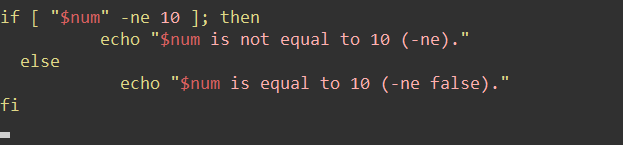 if [ "$num" -ne 10 ]; then
          echo "$num is not equal to 10 (-ne)."
  else
            echo "$num is equal to 10 (-ne false)."
fi